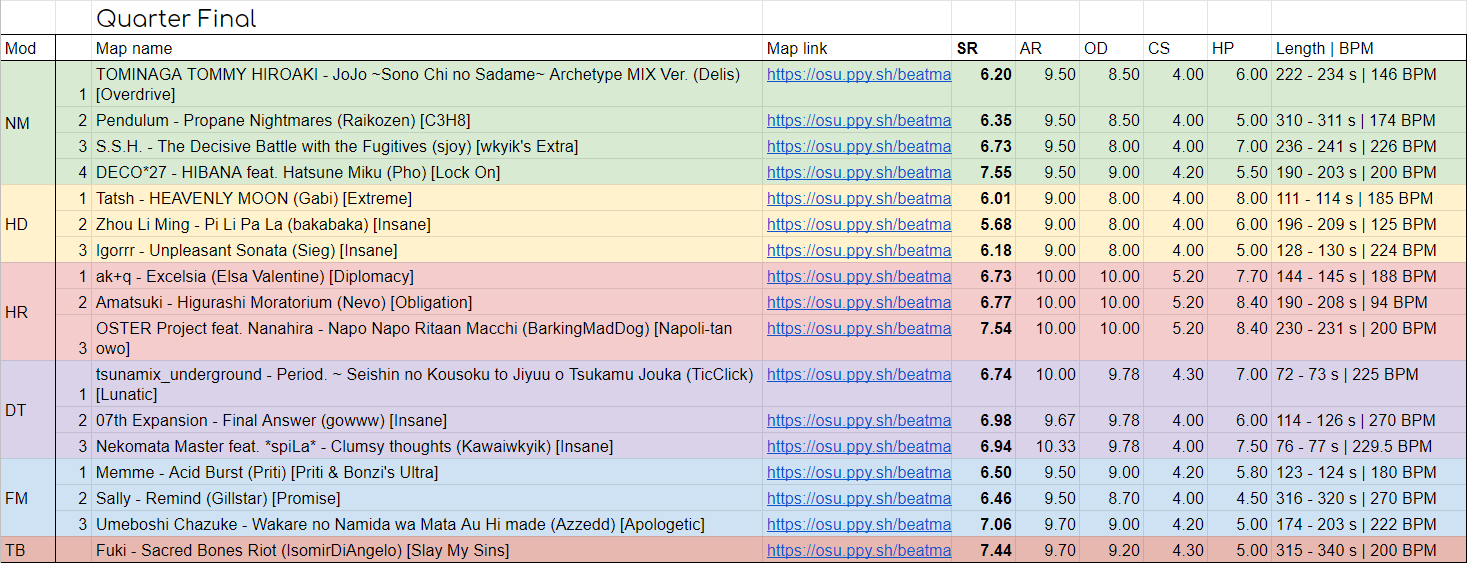 Quarter Final
Mod Map name Map link SR AR OD CS HP Length | BPM
NM
TOMINAGA TOMMY HIROAKI - JoJo ~Sono Chi no Sadame~ Archetype MIX Ver. (Delis) https://osu.ppy.sh/beatma 6.20 9.50 8.50 4.00 6.00 222 - 234 s | 146 BPM
1 [Overdrive]
2 Pendulum - Propane Nightmares (Raikozen) [C3H8] https://osu.ppy.sh/beatma 6.35 9.50 8.50 4.00 5.00 310 - 311 s | 174 BPM
3 S.S.H. - The Decisive Battle with the Fugitives (sjoy) [wkyik's Extra] https://osu.ppy.sh/beatma 6.73 9.50 8.00 4.00 7.00 236 - 241 s | 226 BPM
4 DECO*27 - HIBANA feat. Hatsune Miku (Pho) [Lock On] https://osu.ppy.sh/beatma 7.55 9.50 9.00 4.20 5.50 190 - 203 s | 200 BPM
HD
1 Tatsh - HEAVENLY MOON (Gabi) [Extreme] https://osu.ppy.sh/beatma 6.01 9.00 8.00 4.00 8.00 111 - 114 s | 185 BPM
2 Zhou Li Ming - Pi Li Pa La (bakabaka) [Insane] https://osu.ppy.sh/beatma 5.68 9.00 8.00 4.00 6.00 196 - 209 s | 125 BPM
3 Igorrr - Unpleasant Sonata (Sieg) [Insane] https://osu.ppy.sh/beatma 6.18 9.00 8.00 4.00 5.00 128 - 130 s | 224 BPM
HR
1 ak+q - Excelsia (Elsa Valentine) [Diplomacy] https://osu.ppy.sh/beatma 6.73 10.00 10.00 5.20 7.70 144 - 145 s | 188 BPM
2 Amatsuki - Higurashi Moratorium (Nevo) [Obligation] https://osu.ppy.sh/beatma 6.77 10.00 10.00 5.20 8.40 190 - 208 s | 94 BPM
OSTER Project feat. Nanahira - Napo Napo Ritaan Macchi (BarkingMadDog) [Napoli-tan https://osu.ppy.sh/beatma 7.54 10.00 10.00 5.20 8.40 230 - 231 s | 200 BPM
3 owo]
DT
tsunamix_underground - Period. ~ Seishin no Kousoku to Jiyuu o Tsukamu Jouka (TicClick) https://osu.ppy.sh/beatma 6.74 10.00 9.78 4.30 7.00 72 - 73 s | 225 BPM
1 [Lunatic]
2 07th Expansion - Final Answer (gowww) [Insane] https://osu.ppy.sh/beatma 6.98 9.67 9.78 4.00 6.00 114 - 126 s | 270 BPM
3 Nekomata Master feat. *spiLa* - Clumsy thoughts (Kawaiwkyik) [Insane] https://osu.ppy.sh/beatma 6.94 10.33 9.78 4.00 7.50 76 - 77 s | 229.5 BPM
FM
1 Memme - Acid Burst (Priti) [Priti & Bonzi's Ultra] https://osu.ppy.sh/beatma 6.50 9.50 9.00 4.20 5.80 123 - 124 s | 180 BPM
2 Sally - Remind (Gillstar) [Promise] https://osu.ppy.sh/beatma 6.46 9.50 8.70 4.00 4.50 316 - 320 s | 270 BPM
3 Umeboshi Chazuke - Wakare no Namida wa Mata Au Hi made (Azzedd) [Apologetic] https://osu.ppy.sh/beatma 7.06 9.70 9.00 4.20 5.00 174 - 203 s | 222 BPM
TB Fuki - Sacred Bones Riot (IsomirDiAngelo) [Slay My Sins] https://osu.ppy.sh/beatma 7.44 9.70 9.20 4.30 5.00 315 - 340 s | 200 BPM